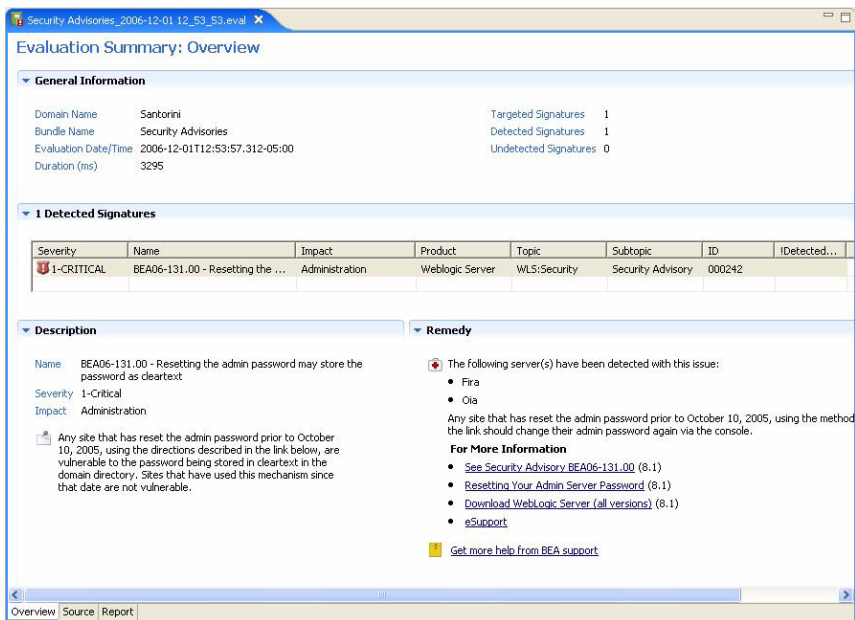 Security Advisories_2006-12-01 12_53_53.eval
Evaluation Summary: Overview
General Information
Domain Name Santorini
Bundle Name Security Advisories
Evaluation Date/Time 2006-12-01T12:53:57.312-05:00
Duration (ms) 3295
Targeted Signatures 1
Detected Signatures 1
Undetected Signatures 0
1 Detected Signatures
Severity Name Impact Product Topic Subtopic ID !Detected...
1-CRITICAL BEA06-131.00 - Resetting the ... Administration Weblogic Server WLS:Security Security Advisory 000242
Description
Name BEA06-131.00 - Resetting the admin password may store the
password as cleartext
Severity 1-Critical
Impact Administration
Any site that has reset the admin password prior to October
10, 2005, using the directions described in the link below, are
vulnerable to the password being stored in cleartext in the
domain directory. Sites that have used this mechanism since
that date are not vulnerable.
Remedy
The following server(s) have been detected with this issue:
• Fira
• Oia
Any site that has reset the admin password prior to October 10, 2005, using the method
the link should change their admin password again via the console.
For More Information
• See Security Advisory BEA06-131.00 (8.1)
• Resetting Your Admin Server Password (8.1)
• Download WebLogic Server (all versions) (8.1)
• eSupport
Get more help from BEA support
Overview Source Report